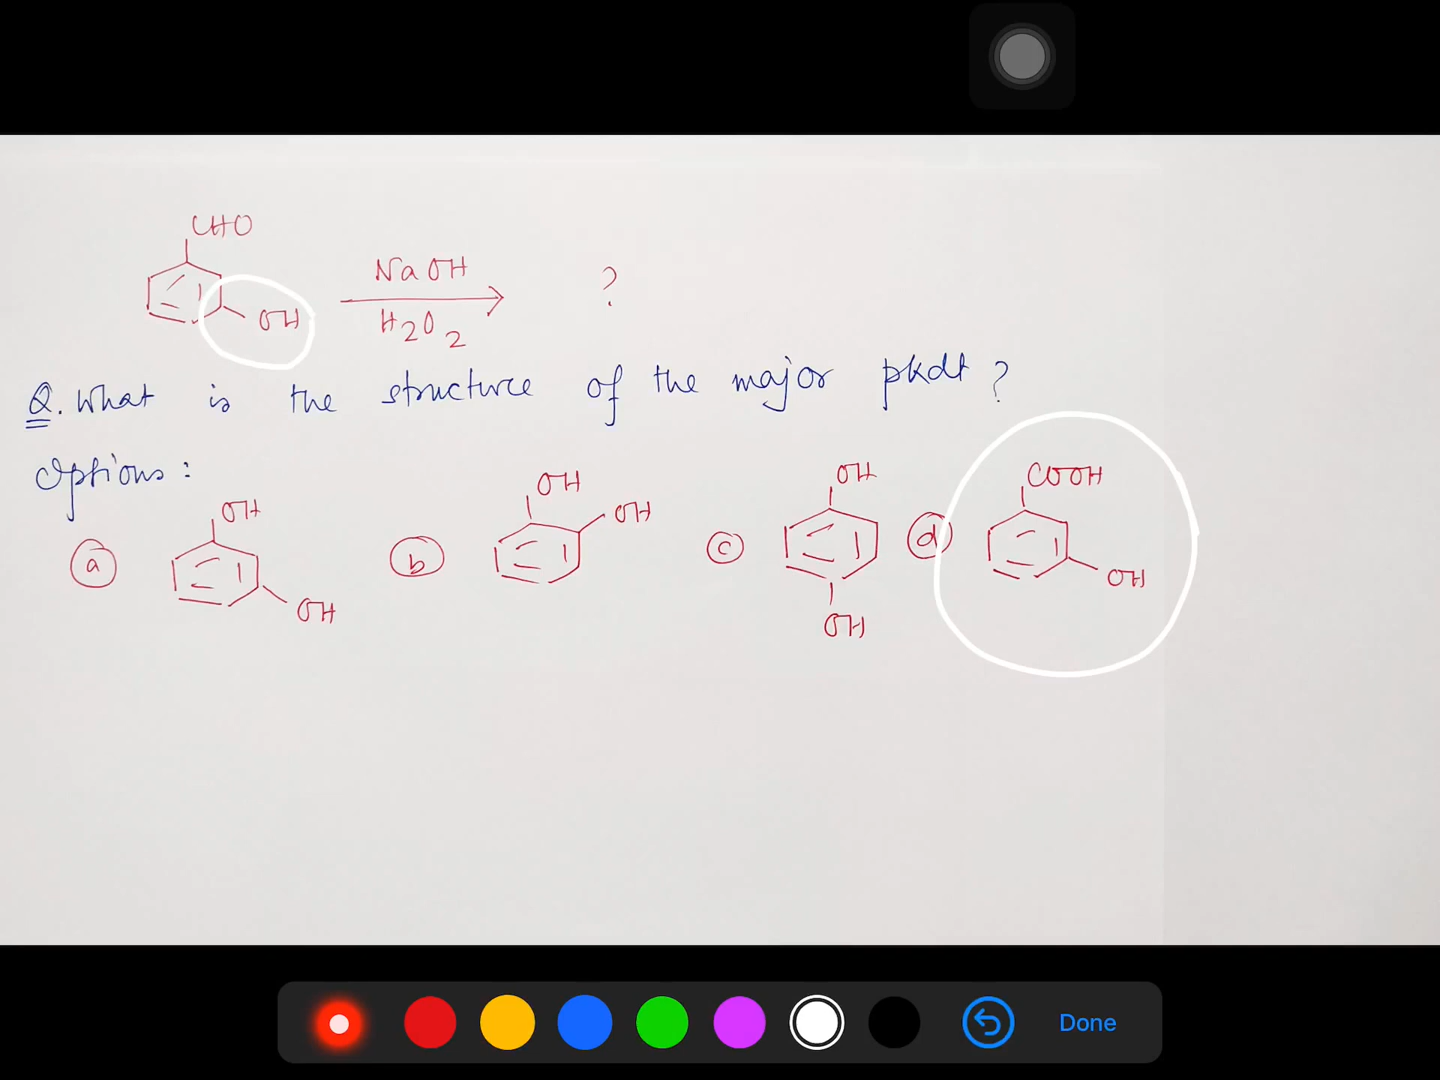 CHO
OH
NaOH
H2O2
?
Q. What is the structure of the major pkdt ?
Options :
a
OH
OH
b
OH
OH
c
OH
OH
d
COOH
OH
Done